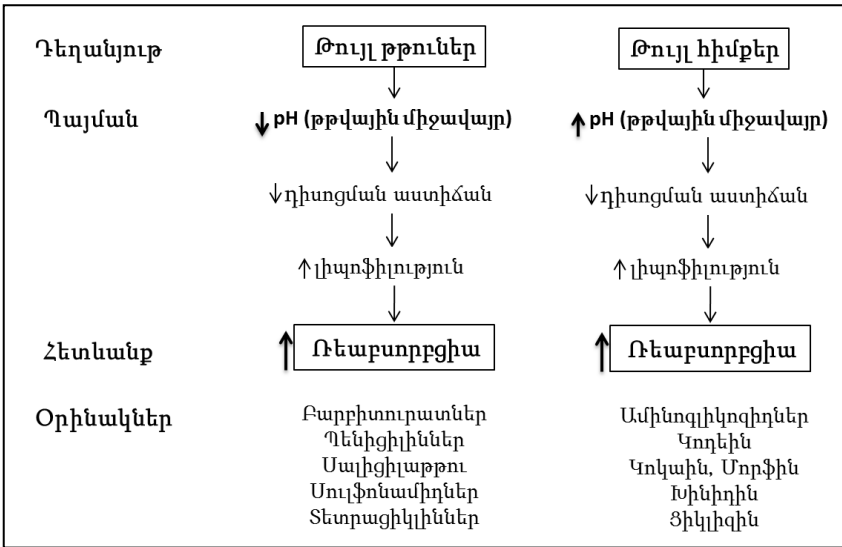 Դեղանյութ Թույլ թթուներ Թույլ հիմքեր
Պայման ↓ pH (թթվային միջավայր) ↑ pH (թթվային միջավայր)
↓դիսոցման աստիճան ↓դիսոցման աստիճան
↑լիպոֆիլություն ↑լիպոֆիլություն
Հետևանք ↑ Ռեաբսորբցիա ↑ Ռեաբսորբցիա
Օրինակներ Բարբիտուրատներ Ամինոգլիկոզիդներ
Պենիցիլիններ Կոդեին
Սալիցիլաթթու Կոկաին, Մորֆին
Սուլֆոնամիդներ Խինիդին
Տետրացիկլիններ Ցիկլիզին